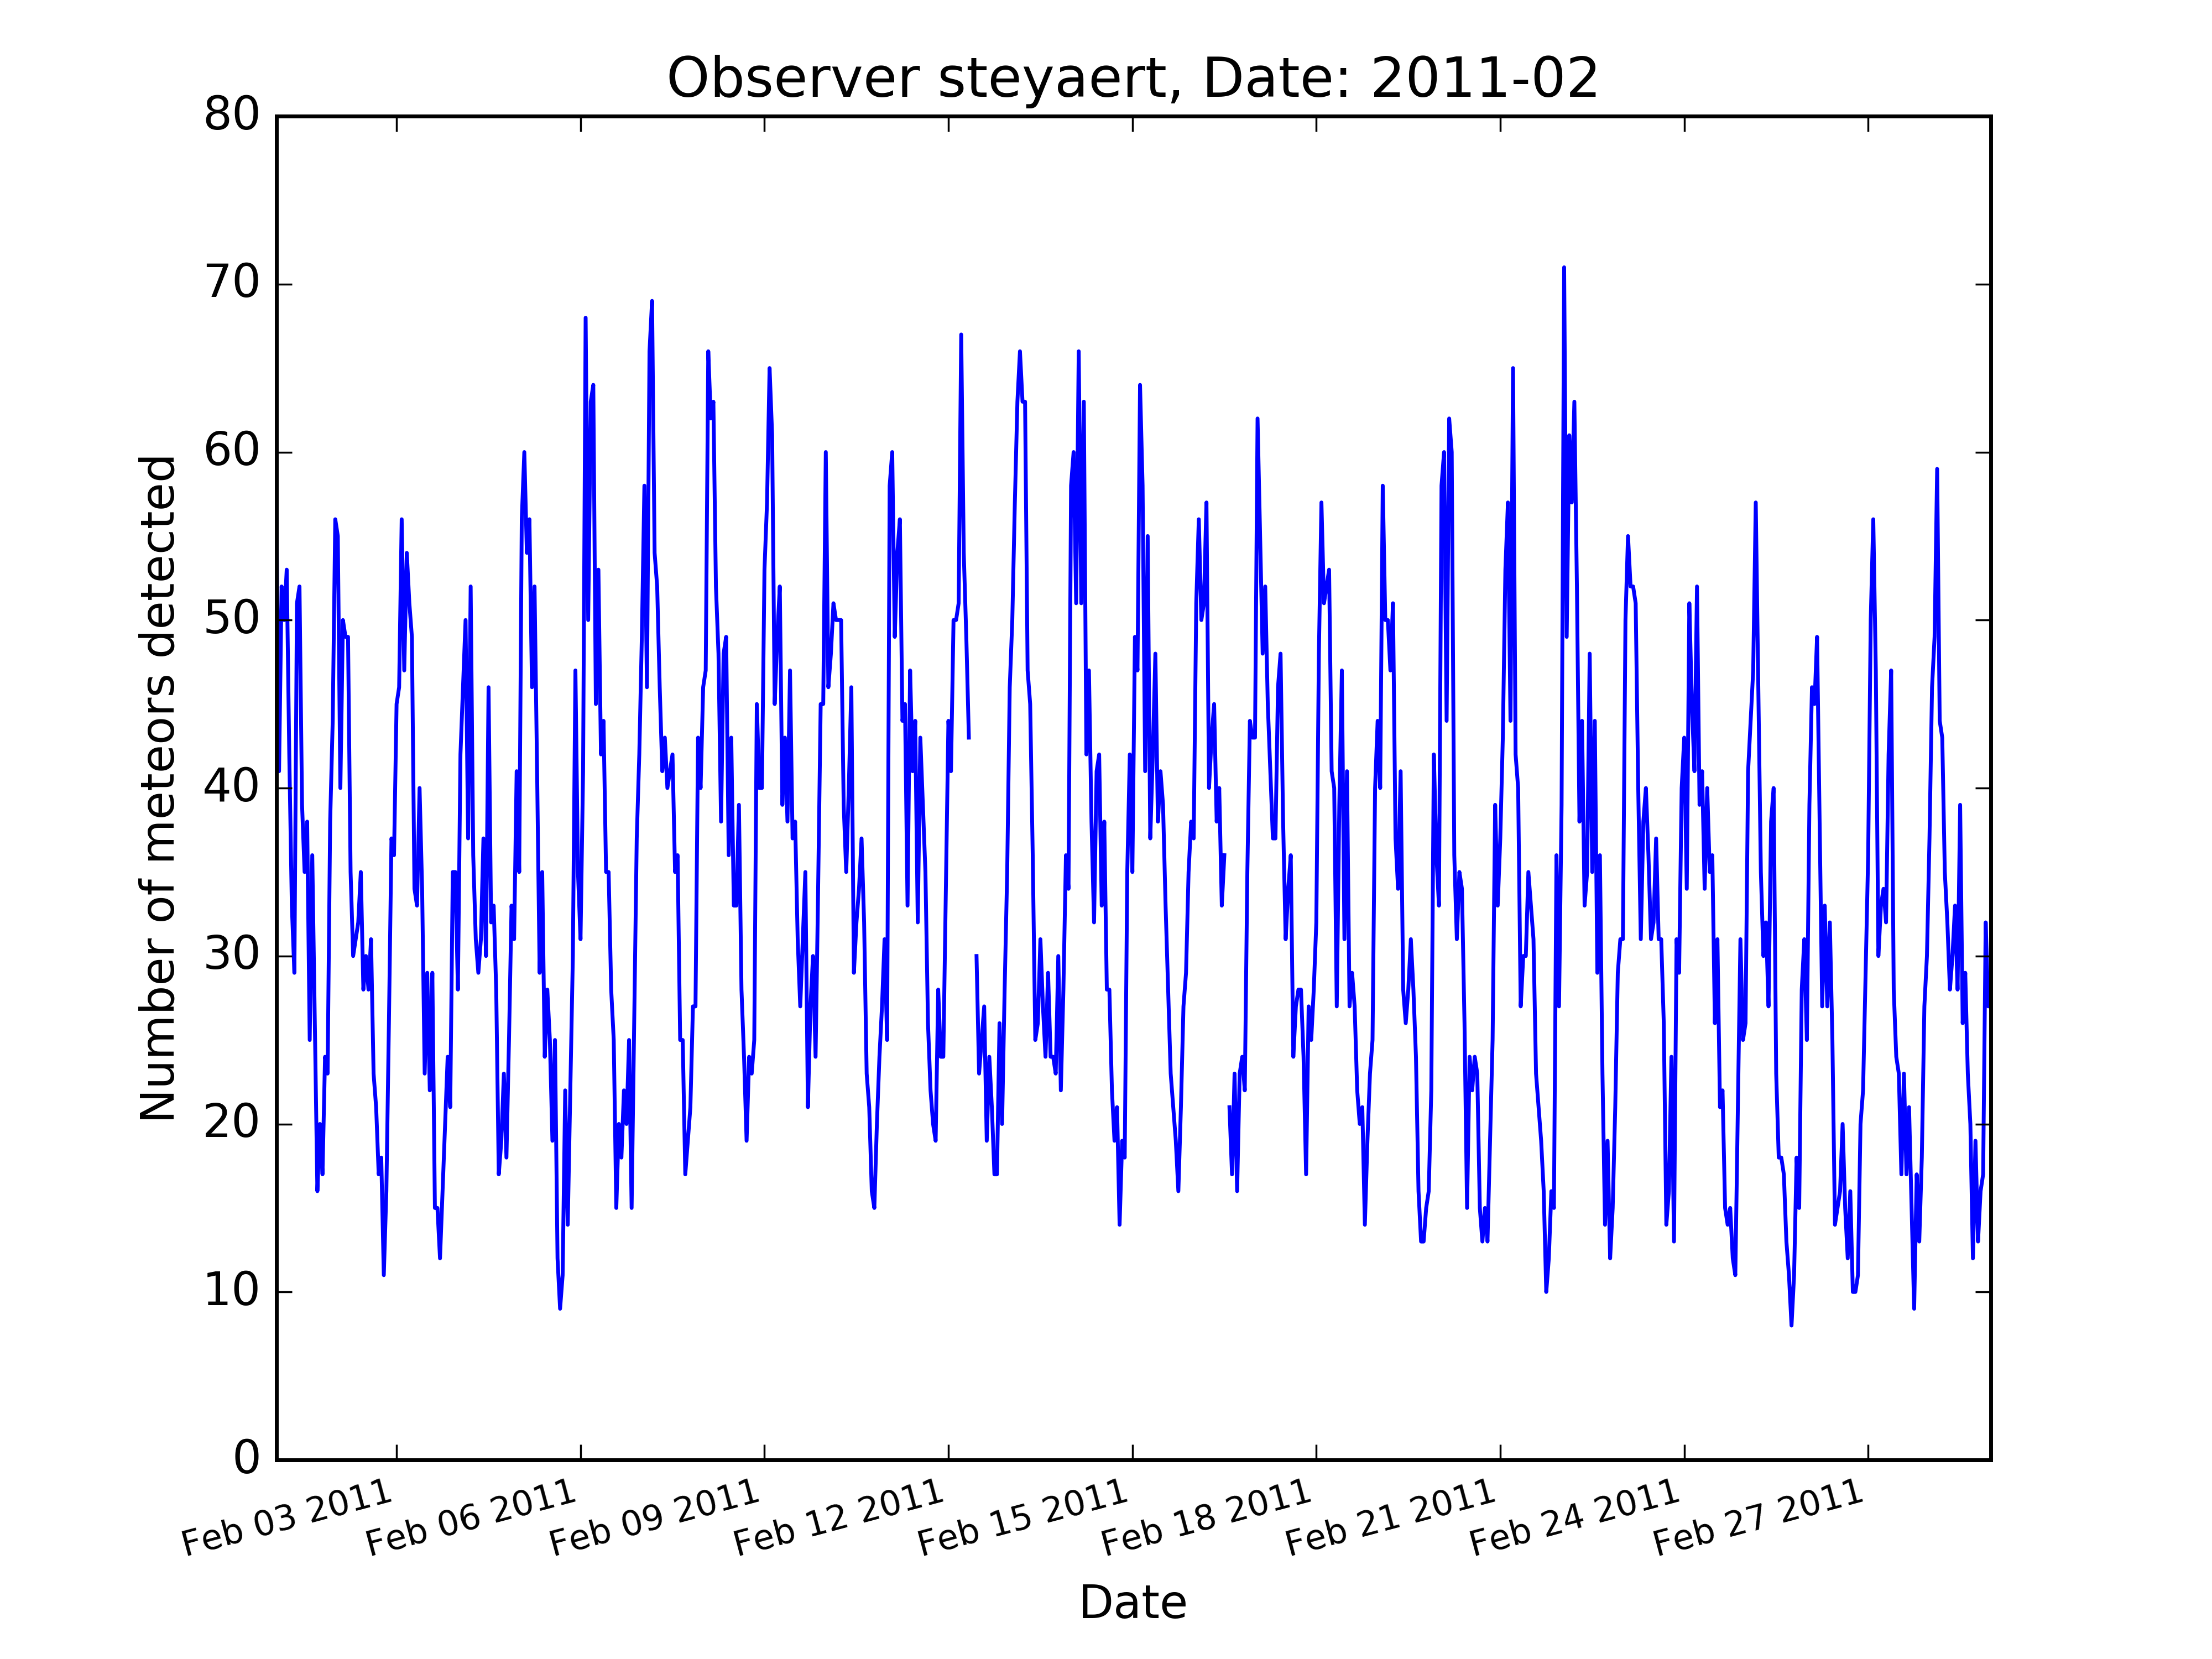 Observer steyaert, Date: 2011-02
80
70
60
50
40
30
20
10
0
Number of meteors detected
Feb 03 2011
Feb 06 2011
Feb 09 2011
Feb 12 2011
Feb 15 2011
Feb 18 2011
Feb 21 2011
Feb 24 2011
Feb 27 2011
Date